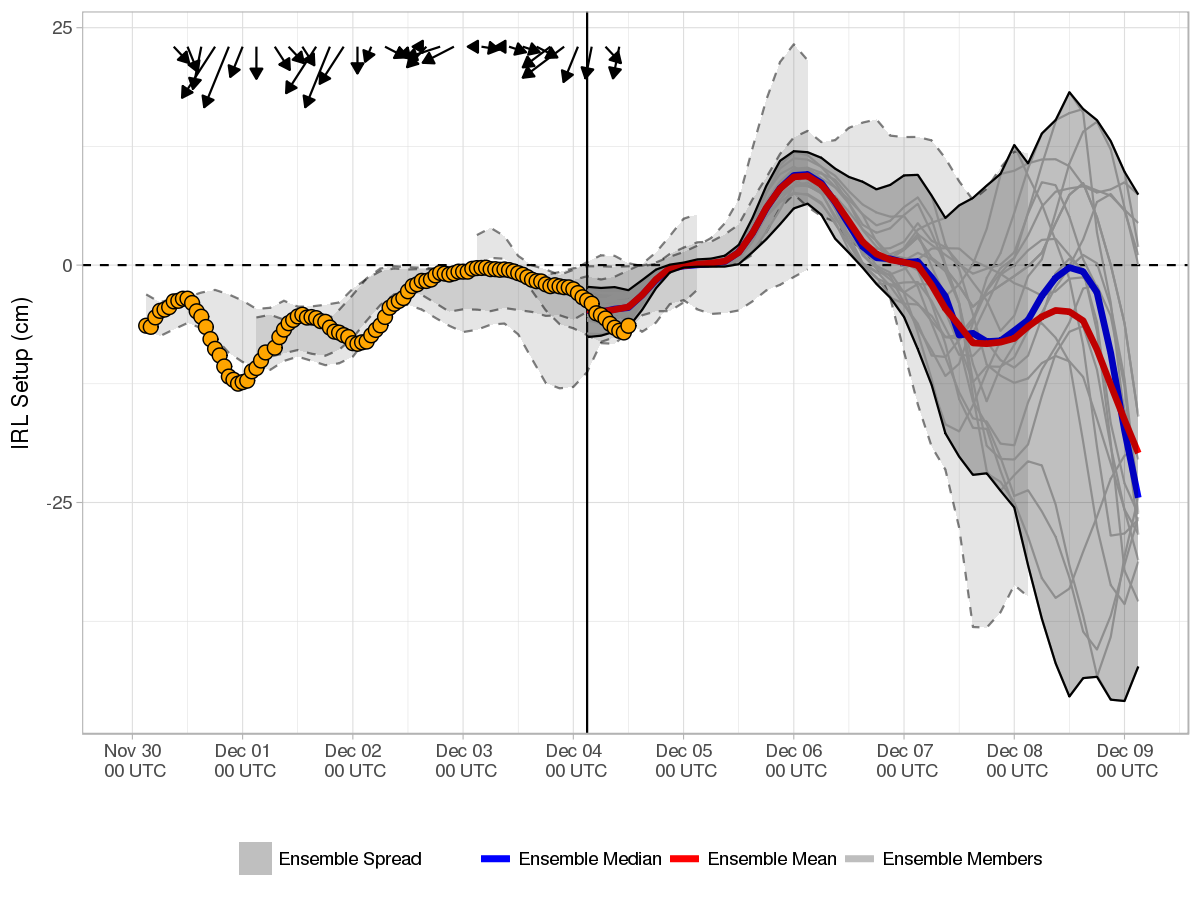 25
0
-25
IRL Setup (cm)
Nov 30 Dec 01 Dec 02 Dec 03 Dec 04 Dec 05 Dec 06 Dec 07 Dec 08 Dec 09
00 UTC 00 UTC 00 UTC 00 UTC 00 UTC 00 UTC 00 UTC 00 UTC 00 UTC 00 UTC
Ensemble Spread Ensemble Median Ensemble Mean Ensemble Members